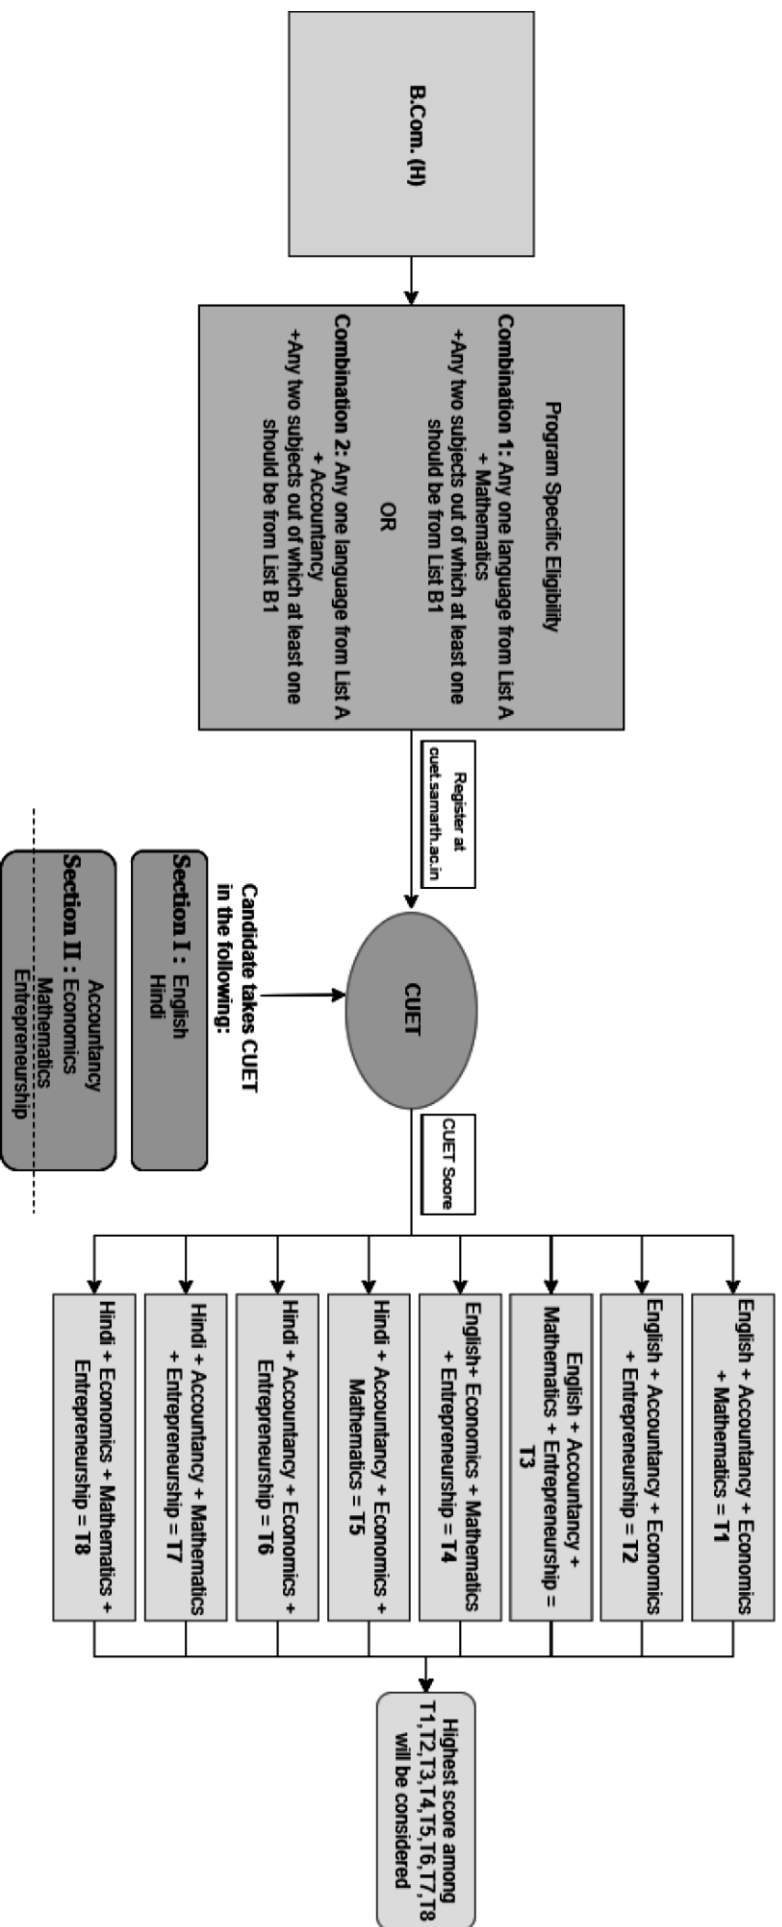 B.Com. (H)
Program Specific Eligibility
Combination 1: Any one language from List A
+ Mathematics
+Any two subjects out of which at least one
should be from List B1
OR
Combination 2: Any one language from List A
+ Accountancy
+Any two subjects out of which at least one
should be from List B1
Register at
cuet.samarth.ac.in
CUET
Candidate takes CUET
in the following:
Section I : English
Hindi
Accountancy
Section II : Economics
Mathematics
Entrepreneurship
CUET Score
English + Accountancy + Economics
+ Mathematics = T1
English + Accountancy + Economics
+ Entrepreneurship = T2
English + Accountancy +
Mathematics + Entrepreneurship =
T3
English+ Economics + Mathematics
+ Entrepreneurship = T4
Hindi + Accountancy + Economics +
Mathematics = T5
Hindi + Accountancy + Economics +
Entrepreneurship = T6
Hindi + Accountancy + Mathematics
+ Entrepreneurship = T7
Hindi + Economics + Mathematics +
Entrepreneurship = T8
Highest score among
T1,T2,T3,T4,T5,T6,T7,T8
will be considered